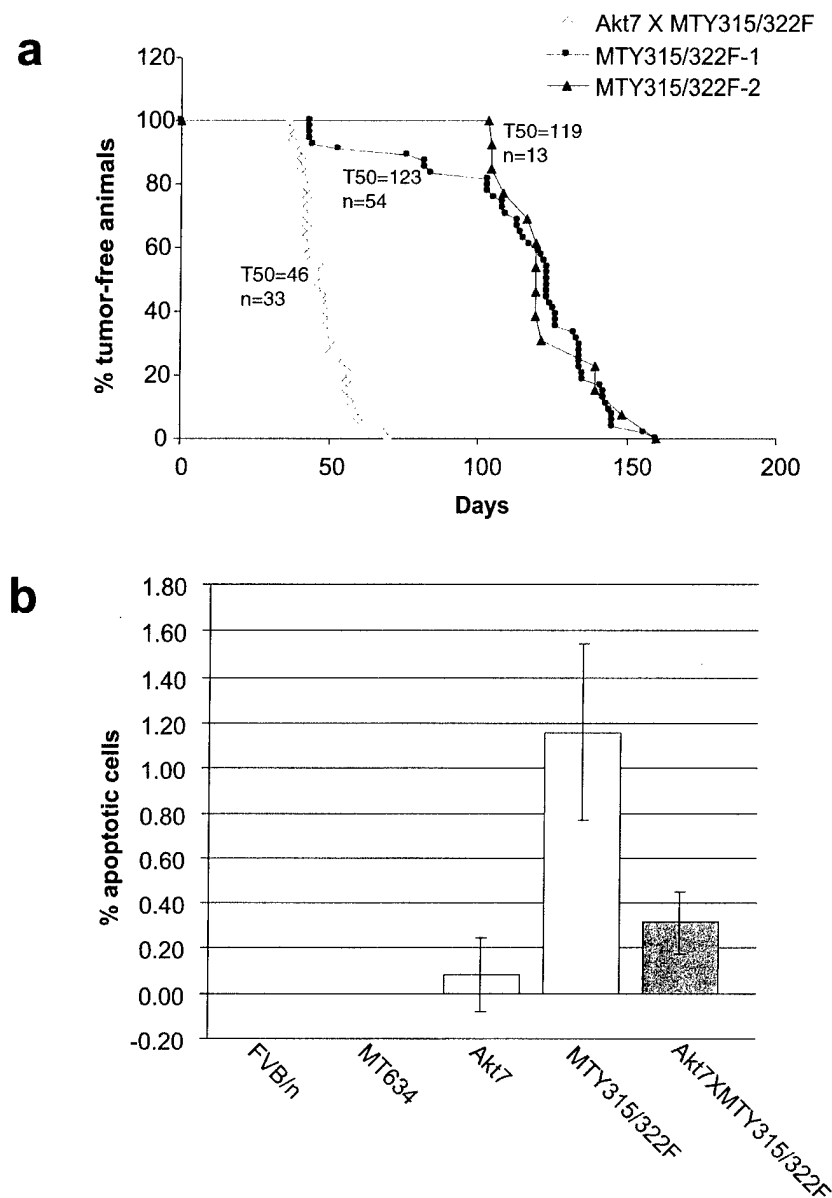 a
Akt7 X MTY315/322F
MTY315/322F-1
MTY315/322F-2
120
100
80
60
40
20
0
% tumor-free animals
T50=119
n=13
T50=123
n=54
T50=46
n=33
0
50
100
150
200
Days
b
1.80
1.60
1.40
1.20
1.00
0.80
0.60
0.40
0.20
0.00
-0.20
% apoptotic cells
FVB/n
MT634
Akt7
MTY315/322F
Akt7XMTY315/322F